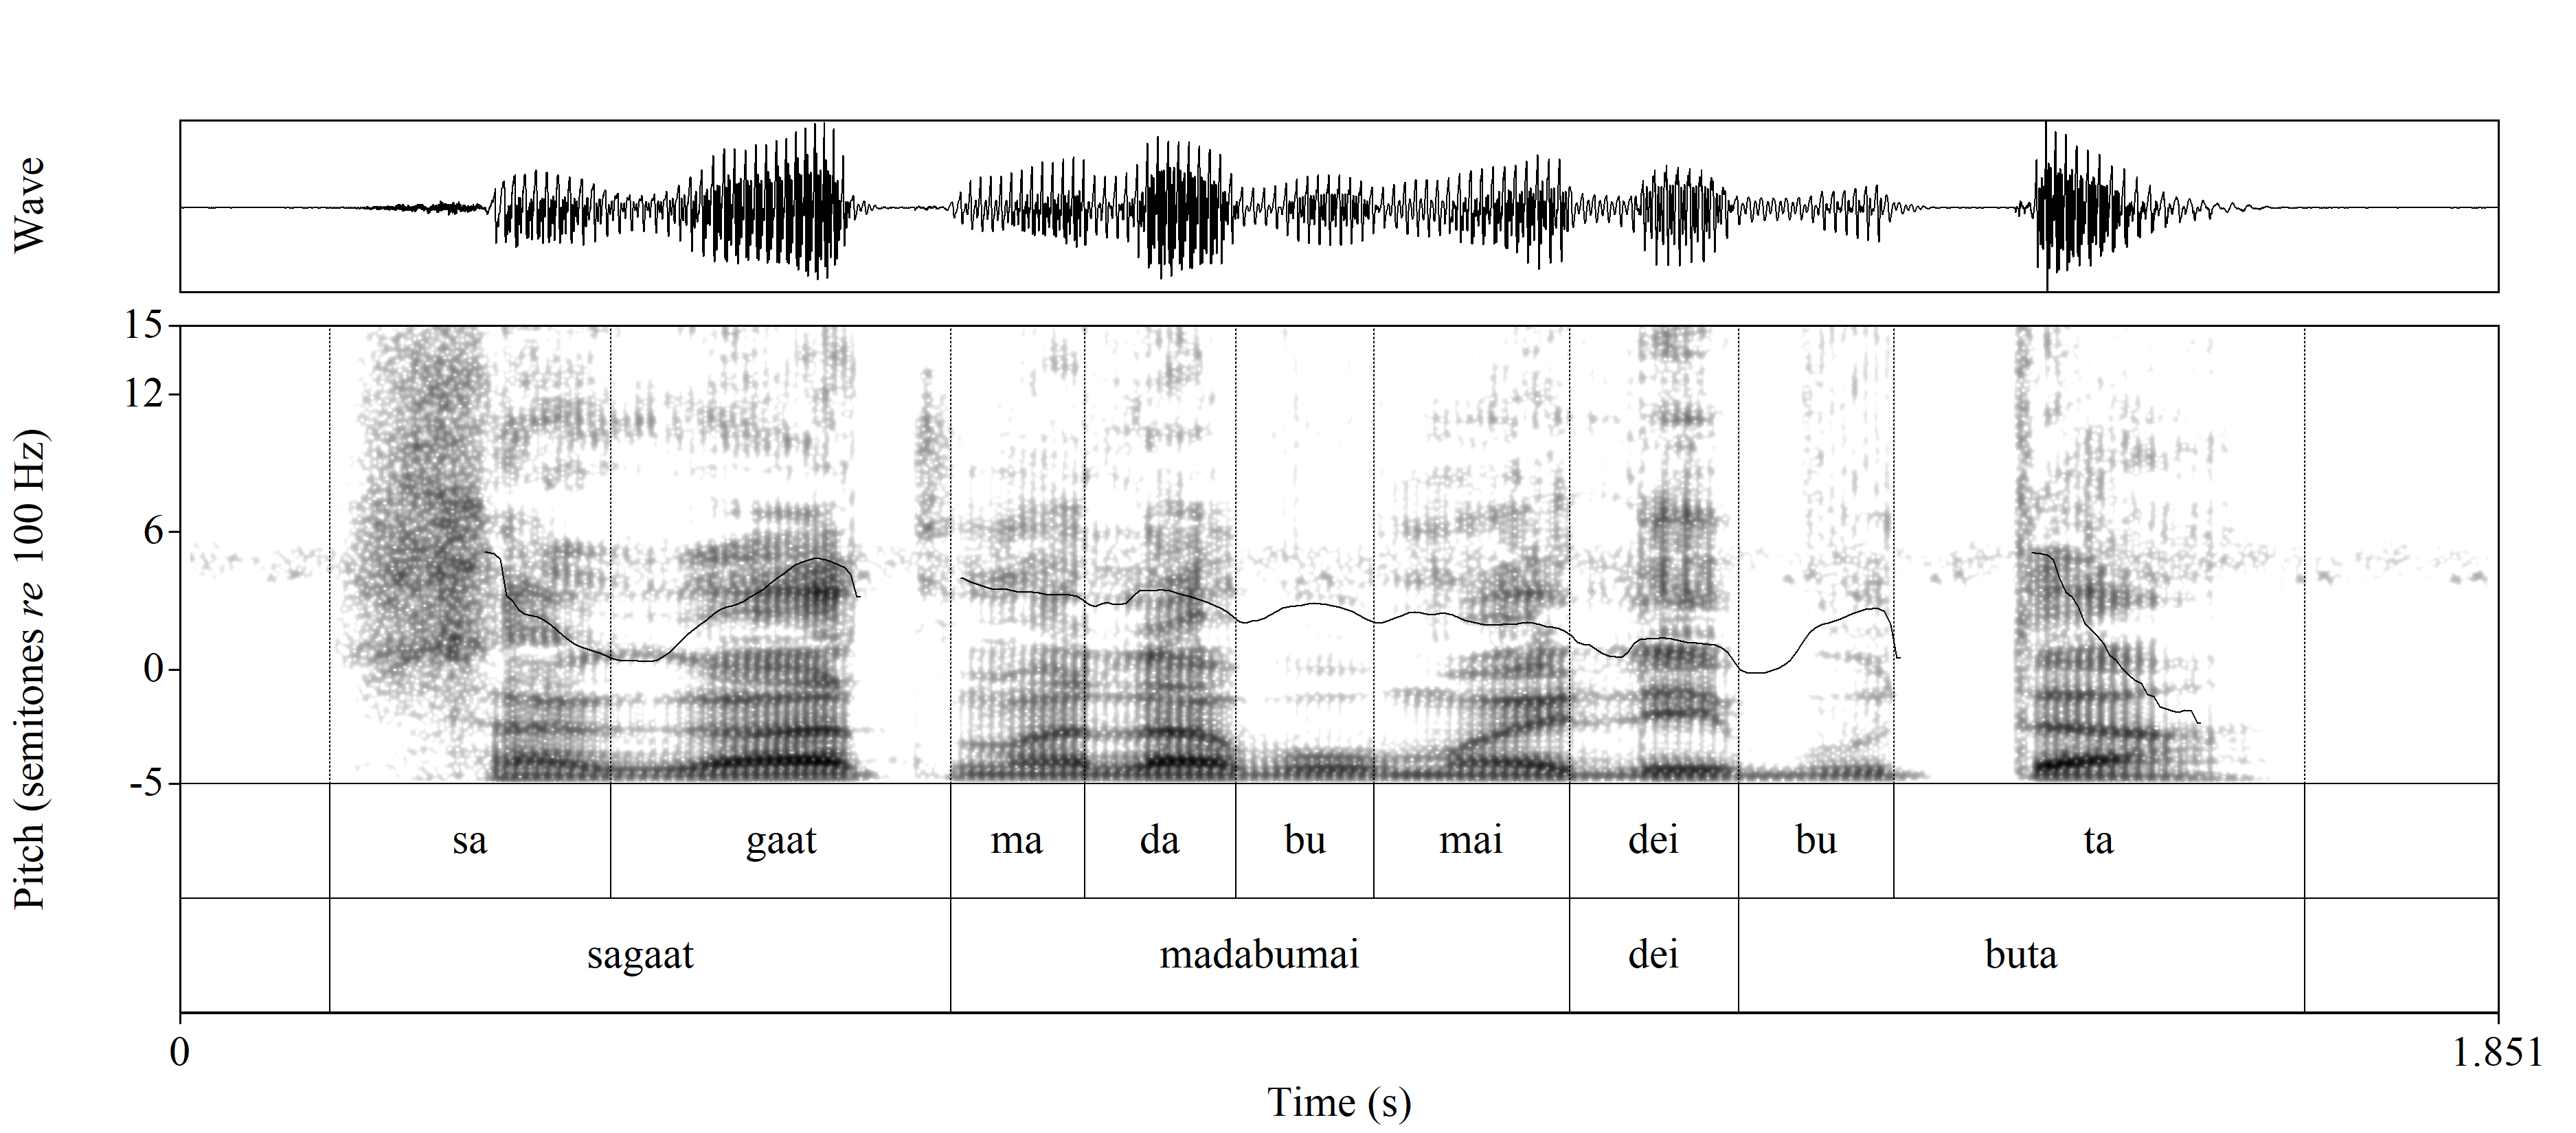 Wave
Pitch (semitones re 100 Hz)
15
12
6
0
-5
sa gaat ma da bu mai dei bu ta
sagaat madabumai dei buta
0 1.851
Time (s)